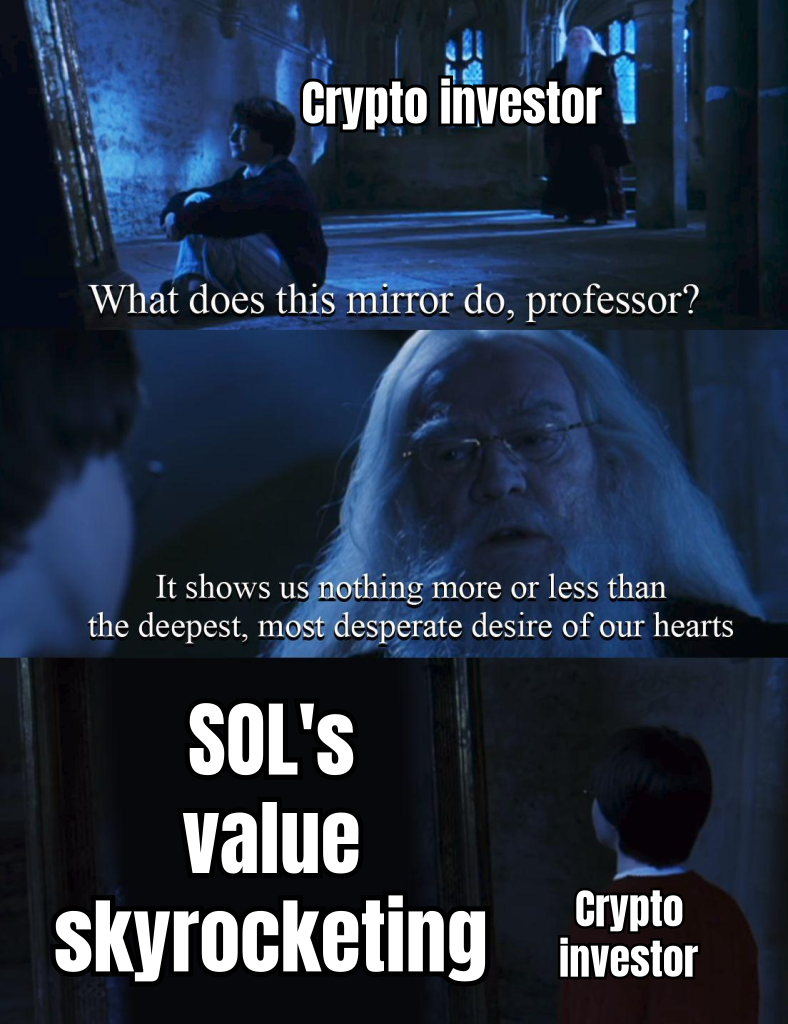 Crypto investor
What does this mirror do, professor?
It shows us nothing more or less than
the deepest, most desperate desire of our hearts
SOL's
value
skyrocketing
Crypto
investor